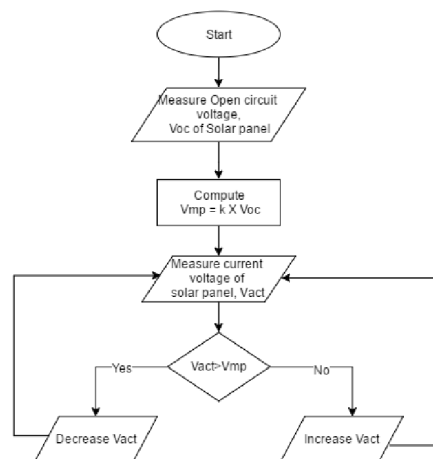 Start
Measure Open circuit
voltage,
Voc of Solar panel
Compute
Vmp = k X Voc
Measure current
voltage of
solar panel, Vact
Vact>Vmp
Yes
No
Decrease Vact
Increase Vact